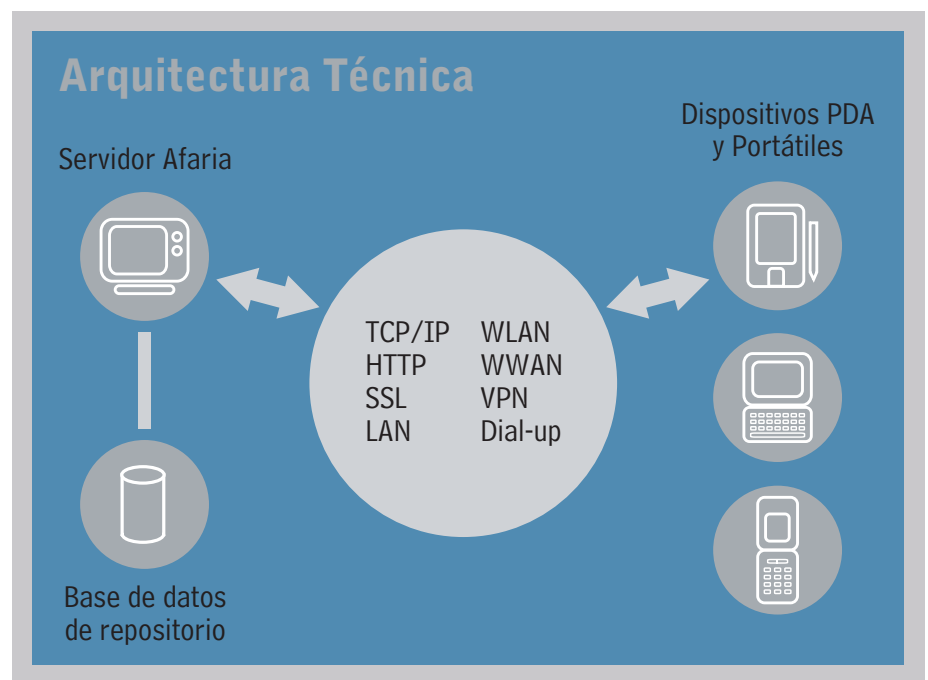 Arquitectura Técnica
Servidor Afaria
Dispositivos PDA
y Portátiles
TCP/IP WLAN
HTTP WWAN
SSL VPN
LAN Dial-up
Base de datos
de repositorio